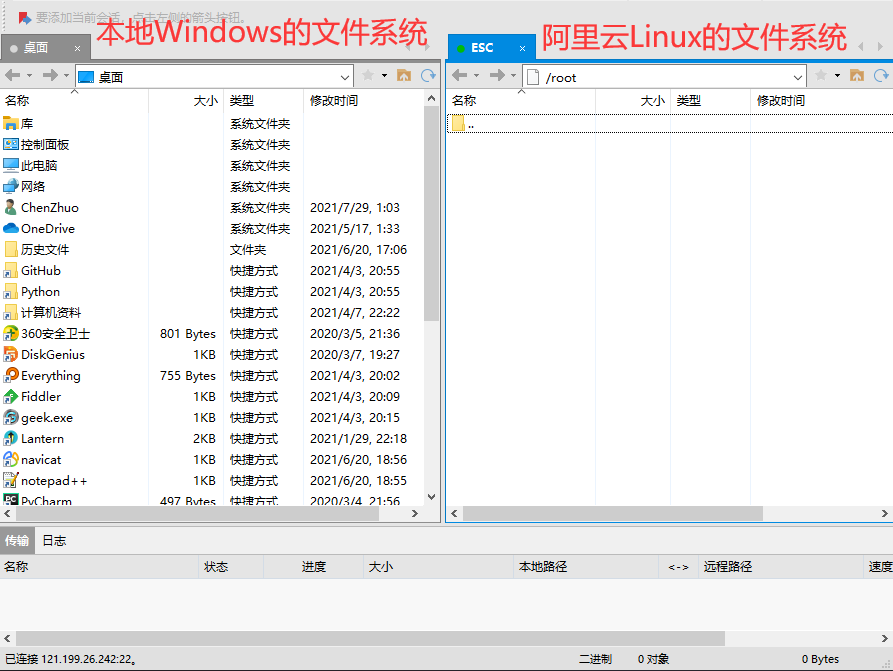 要添加当前会话，点击左侧的箭头按钮。
本地Windows的文件系统
阿里云Linux的文件系统
桌面 ×
ESC ×
桌面
/root
名称 大小 类型 修改时间
名称 大小 类型 修改时间
..
库 系统文件夹
控制面板 系统文件夹
此电脑 系统文件夹
网络 系统文件夹
ChenZhuo 系统文件夹 2021/7/29, 1:03
OneDrive 系统文件夹 2021/5/17, 1:33
历史文件 文件夹 2021/6/20, 17:06
GitHub 快捷方式 2021/4/3, 20:55
Python 快捷方式 2021/4/3, 20:55
计算机资料 快捷方式 2021/4/7, 22:22
360安全卫士 801 Bytes 快捷方式 2020/3/5, 21:36
DiskGenius 1KB 快捷方式 2020/3/7, 19:27
Everything 755 Bytes 快捷方式 2021/4/3, 20:02
Fiddler 1KB 快捷方式 2021/4/3, 20:09
geek.exe 1KB 快捷方式 2021/4/3, 20:15
Lantern 2KB 快捷方式 2021/1/29, 22:18
navicat 1KB 快捷方式 2021/6/20, 18:56
notepad++ 1KB 快捷方式 2021/6/20, 18:55
PyCharm 497 Bytes 快捷方式 2020/3/4, 21:56
传输 日志
名称 状态 进度 大小 本地路径 <-> 远程路径 速度
已连接 121.199.26.242:22。 二进制 0 对象 0 Bytes